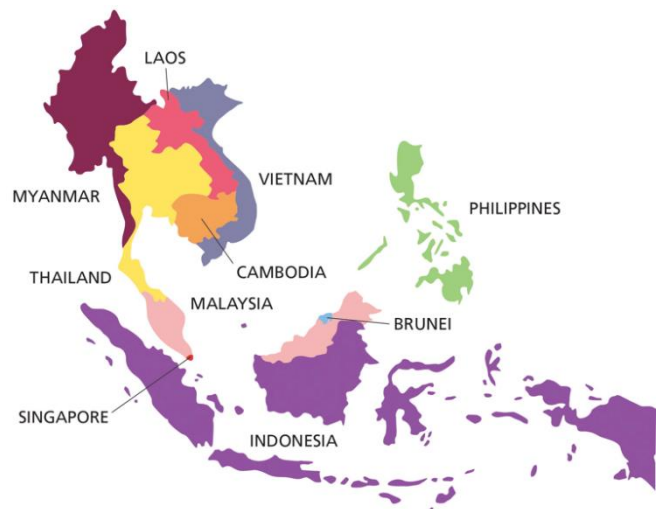 LAOS
MYANMAR
VIETNAM
PHILIPPINES
CAMBODIA
THAILAND
MALAYSIA
BRUNEI
SINGAPORE
INDONESIA